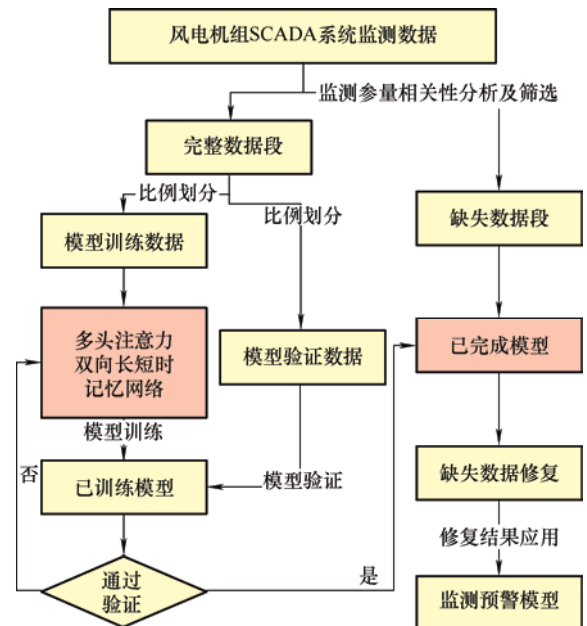 风电机组SCADA系统监测数据
监测参量相关性分析及筛选
完整数据段
比例划分
比例划分
模型训练数据
缺失数据段
多头注意力
双向长短时
记忆网络
模型验证数据
已完成模型
模型训练
否
已训练模型
模型验证
缺失数据修复
修复结果应用
通过
验证
是
监测预警模型